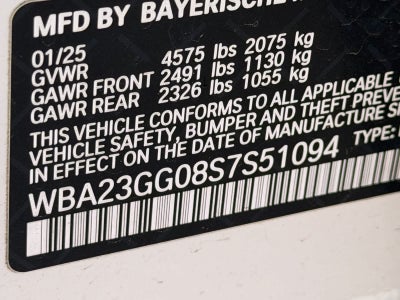 MFD BY BAYERISCHE
01/25 4575 lbs 2075 kg
GVWR
GAWR FRONT 2491 lbs 1130 kg
GAWR REAR 2326 lbs 1055 kg
THIS VEHICLE CONFORMS TO ALL APPLICABLE
VEHICLE SAFETY, BUMPER AND THEFT PREVE
IN EFFECT ON THE DATE OF MANUFACTURE S
WBA23GG08S7S51094 TYPE: